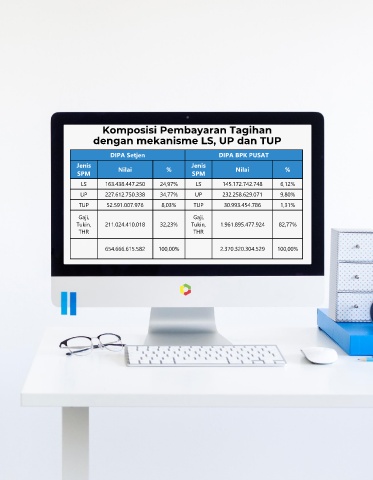 Komposisi Pembayaran Tagihan
dengan mekanisme LS, UP dan TUP
DIPA Setjen DIPA BPK PUSAT
Jenis SPM Nilai % Jenis SPM Nilai %
LS 163.438.447.250 24,97% LS 145.172.742.748 6,12%
UP 227.612.750.338 34,77% UP 232.258.629.071 9,80%
TUP 52.591.007.976 8,03% TUP 30.993.454.786 1,31%
Gaji, Tukin, THR 211.024.410.018 32,23% Gaji, Tukin, THR 1.961.895.477.924 82,77%
654.666.615.582 100,00% 2.370.320.304.529 100,00%